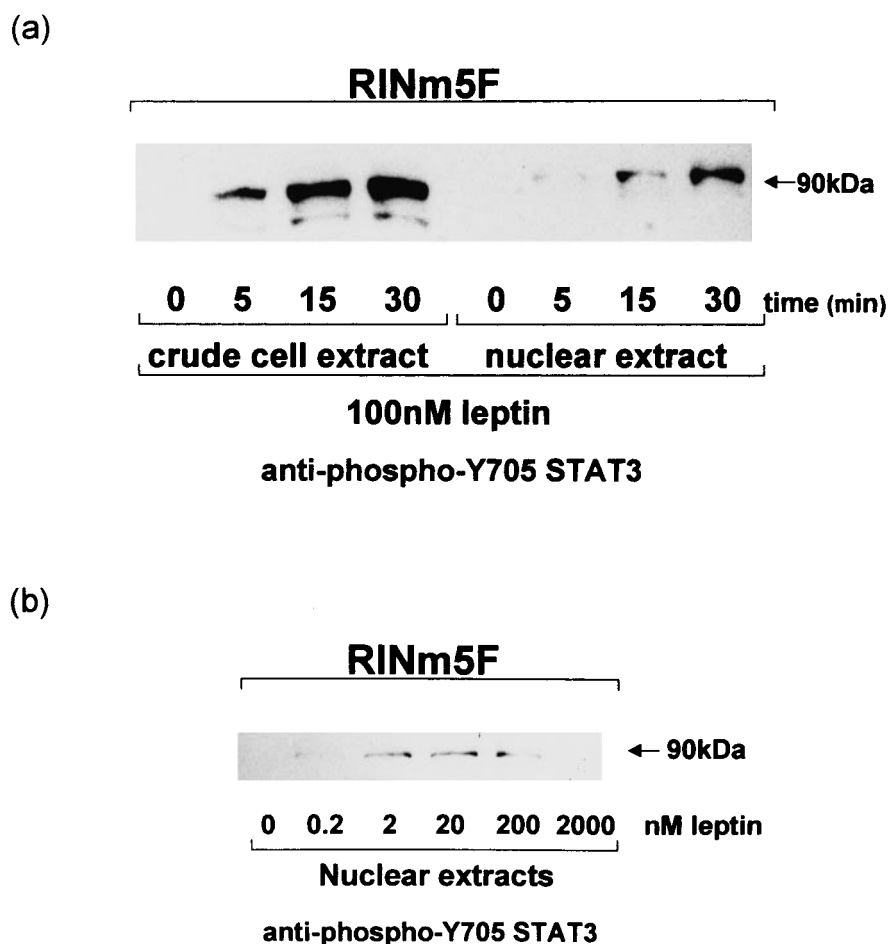 (a)
RINm5F
←90kDa
0 5 15 30 0 5 15 30 time (min)
crude cell extract nuclear extract
100nM leptin
anti-phospho-Y705 STAT3
(b)
RINm5F
← 90kDa
0 0.2 2 20 200 2000 nM leptin
Nuclear extracts
anti-phospho-Y705 STAT3